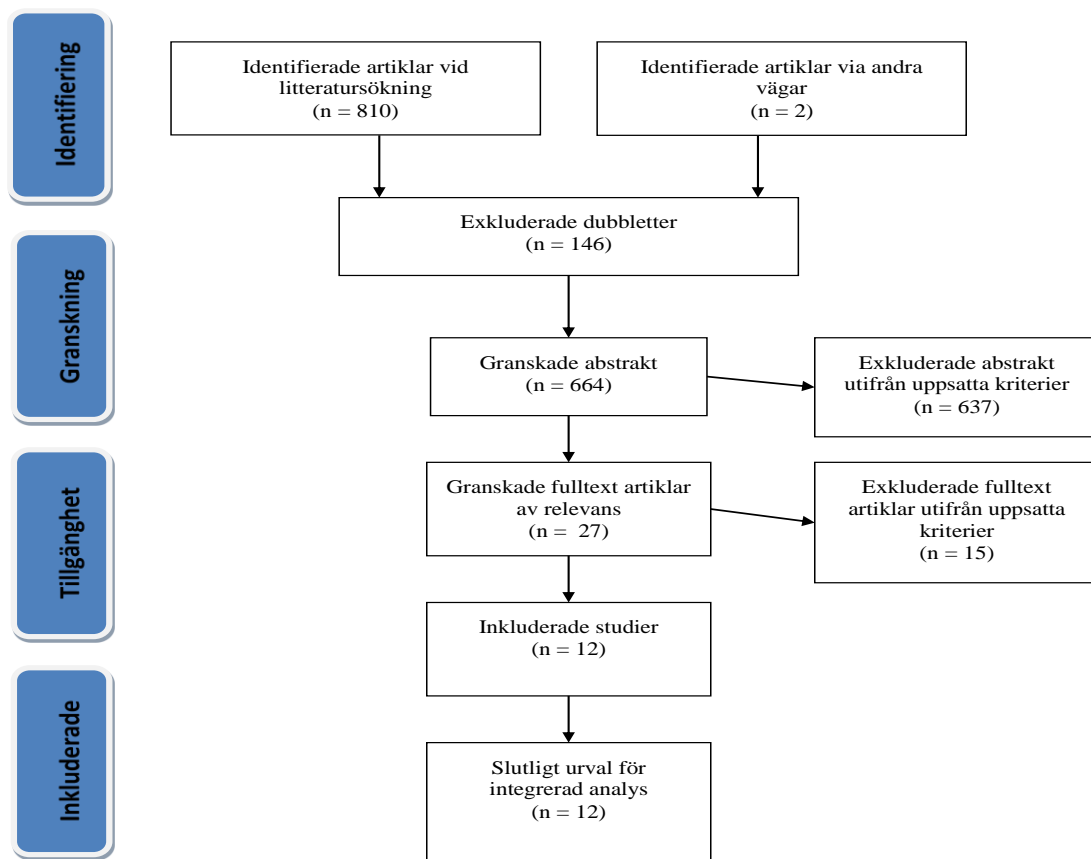 Identifiering
Identifierade artiklar vid
litteratursökning
(n = 810)
Identifierade artiklar via andra
vägar
(n = 2)
Exkluderade dubbletter
(n = 146)
Granskning
Granskade abstrakt
(n = 664)
Exkluderade abstrakt
utifrån uppsatta kriterier
(n = 637)
Tillgänghet
Granskade fulltext artiklar
av relevans
(n =  27)
Exkluderade fulltext
artiklar utifrån uppsatta
kriterier
(n = 15)
Inkluderade studier
(n = 12)
Inkluderade
Slutligt urval för
integrerad analys
(n = 12)